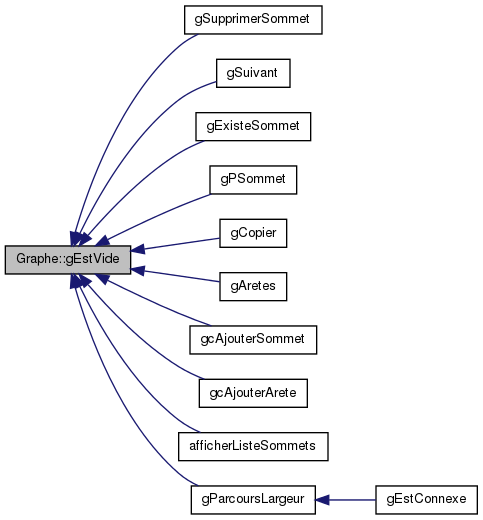 gSupprimerSommet
gSuivant
gExisteSommet
gPSommet
gCopier
Graphe::gEstVide
gAretes
gcAjouterSommet
gcAjouterArete
afficherListeSommets
gParcoursLargeur
gEstConnexe